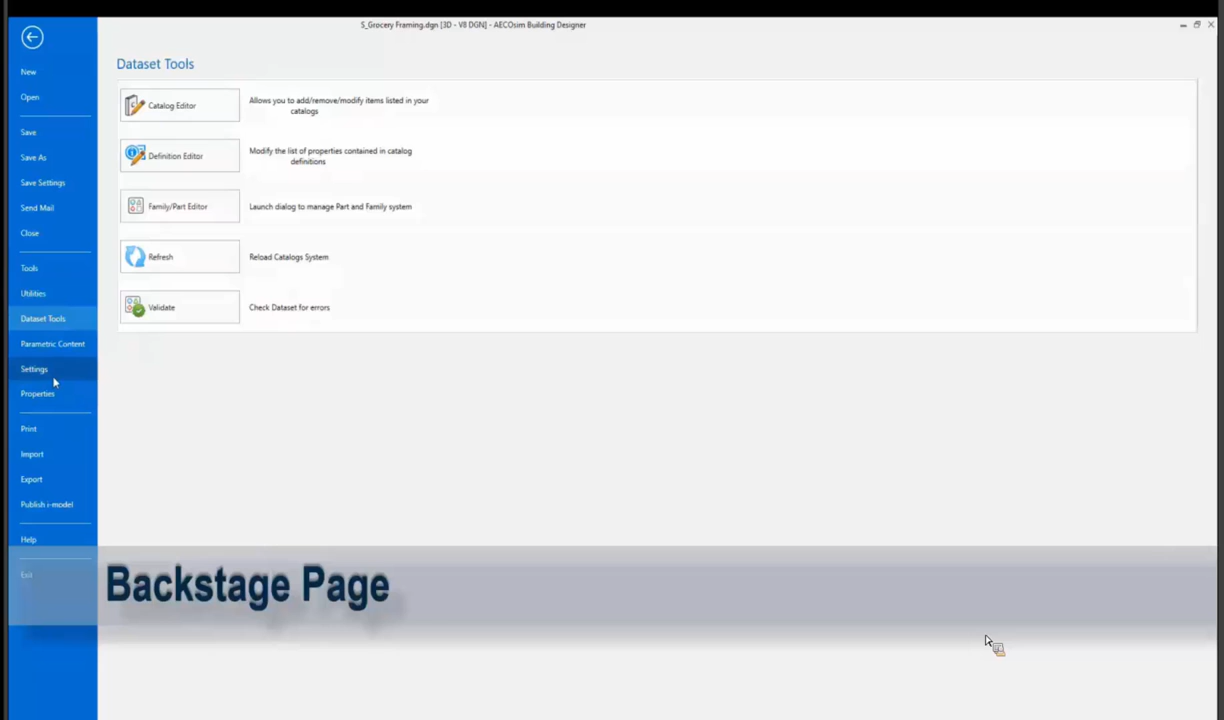 S_Grocery Framing.dgn [3D - V8 DGN] - AECOsim Building Designer
New
Open
Save
Save As
Save Settings
Send Mail
Close
Tools
Utilities
Dataset Tools
Parametric Content
Settings
Properties
Print
Import
Export
Publish i-model
Help
Exit
Dataset Tools
Catalog Editor
Allows you to add/remove/modify items listed in your
catalogs
Definition Editor
Modify the list of properties contained in catalog
definitions
Family/Part Editor
Launch dialog to manage Part and Family system
Refresh
Reload Catalogs System
Validate
Check Dataset for errors
Backstage Page